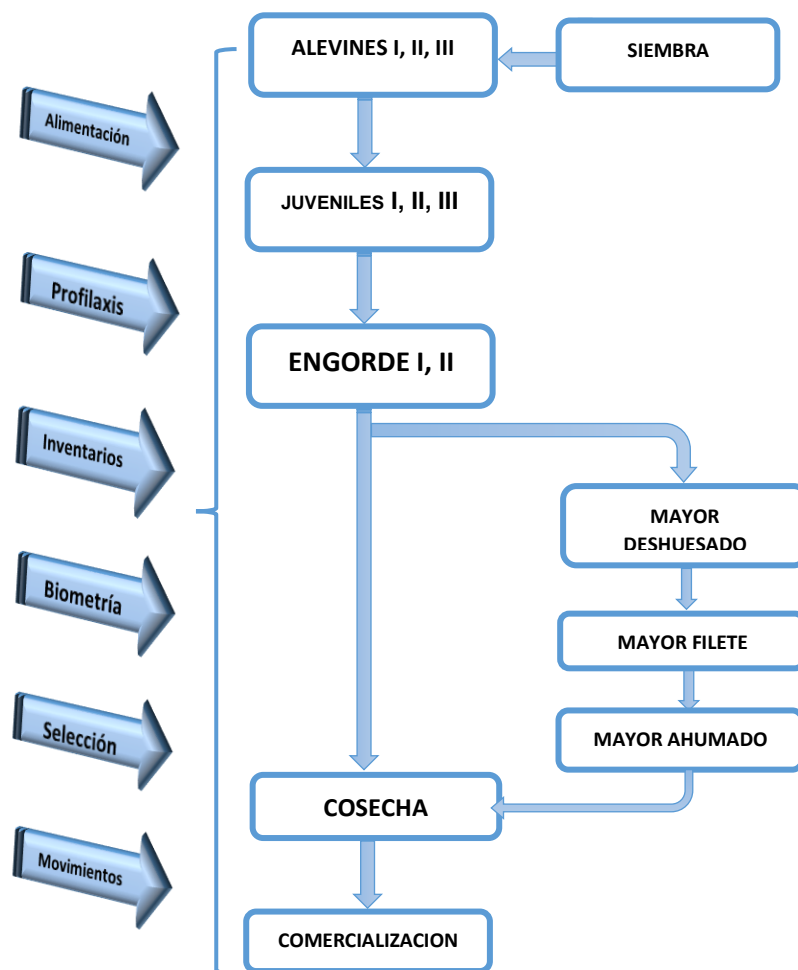 ALEVINES I, II, III
SIEMBRA
Alimentación
JUVENILES I, II, III
Profilaxis
ENGORDE I, II
Inventarios
MAYOR
DESHUESADO
Biometría
MAYOR FILETE
Selección
MAYOR AHUMADO
COSECHA
Movimientos
COMERCIALIZACION